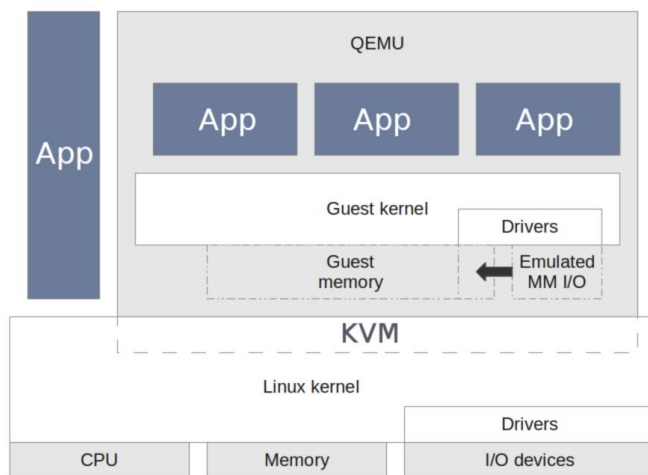 QEMU
App
App
App
App
Guest kernel
Drivers
Guest
memory
Emulated
MM I/O
KVM
Linux kernel
Drivers
CPU
Memory
I/O devices